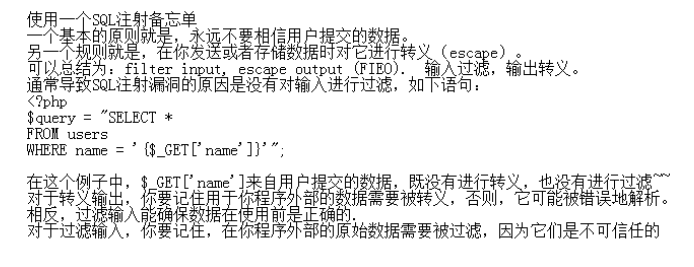 使用一个SQL注射备忘单
一个基本的原则就是，永远不要相信用户提交的数据。
另一个规则就是，在你发送或者存储数据时对它进行转义（escape）。
可以总结为：filter input, escape output (FIEO). 输入过滤，输出转义。
通常导致SQL注射漏洞的原因是没有对输入进行过滤，如下语句：
<?php
$query = "SELECT *
FROM users
WHERE name = '{$_GET['name']}'";
在这个例子中，$_GET['name']来自用户提交的数据，既没有进行转义，也没有进行过滤~~
对于转义输出，你要记住用于你程序外部的数据需要被转义，否则，它可能被错误地解析。
相反，过滤输入能确保数据在使用前是正确的.
对于过滤输入，你要记住，在你程序外部的原始数据需要被过滤，因为它们是不可信任的